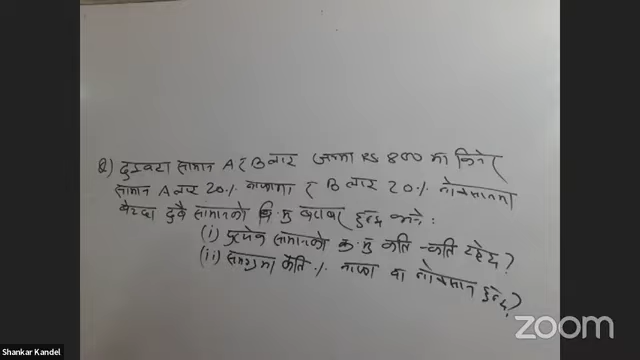 Q) दुइवटा सामान A र B लाई जम्मा RS 800 मा किनेर
सामान A लाई 20% नाफामा र B लाई 20% नोक्सानमा
बेच्दा दुवै सामानको वि.मु बराबर हुन्छ भने:
(i) प्रत्येक सामानको क्र.मु कति-कति रहेछ?
(ii) समग्रमा कति % नाफा वा नोक्सान हुन्छ?
zoom
Shankar Kandel